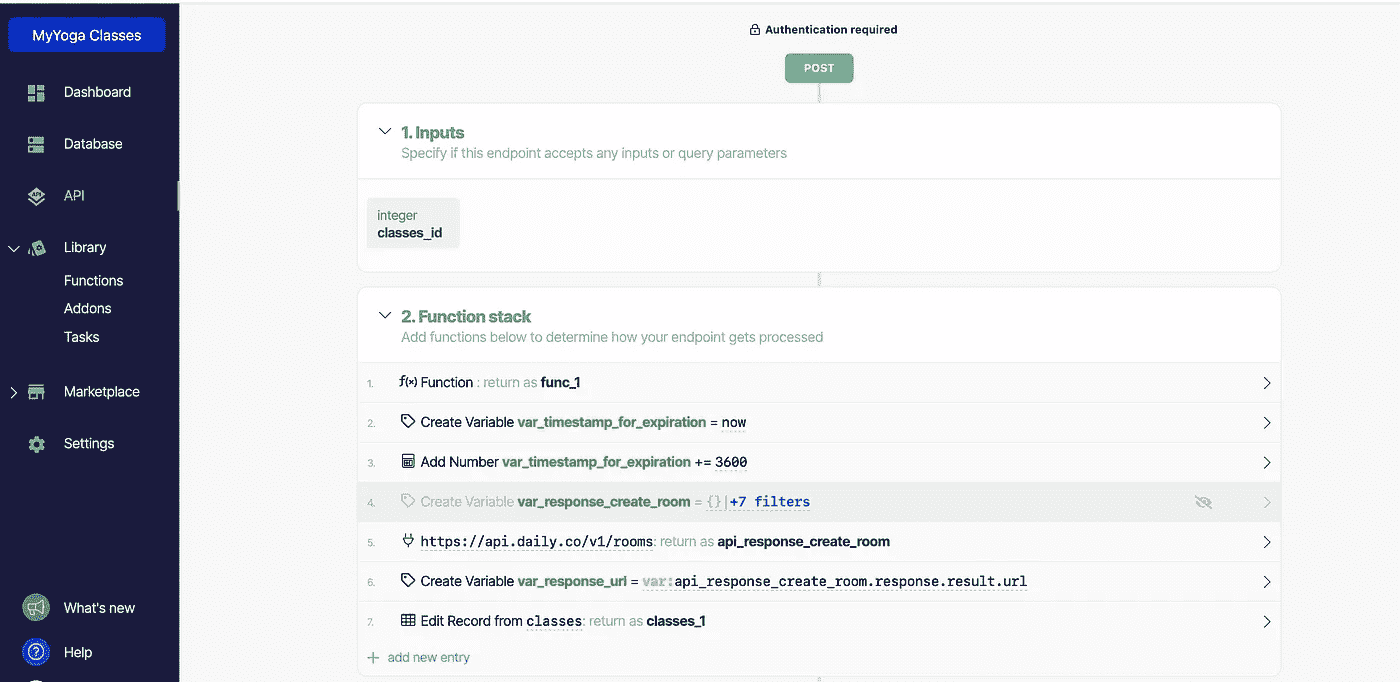 MyYoga Classes
Dashboard
Database
API
Library
Functions
Addons
Tasks
Marketplace
Settings
What's new
Help
Authentication required
POST
1. Inputs
Specify if this endpoint accepts any inputs or query parameters
integer
classes_id
2. Function stack
Add functions below to determine how your endpoint gets processed
1. f(x) Function : return as func_1
2. Create Variable var_timestamp_for_expiration = now
3. Add Number var_timestamp_for_expiration += 3600
4. Create Variable var_response_create_room = {}|+7 filters
5. https://api.daily.co/v1/rooms: return as api_response_create_room
6. Create Variable var_response_url = var:api_response_create_room.response.result.url
7. Edit Record from classes: return as classes_1
+ add new entry